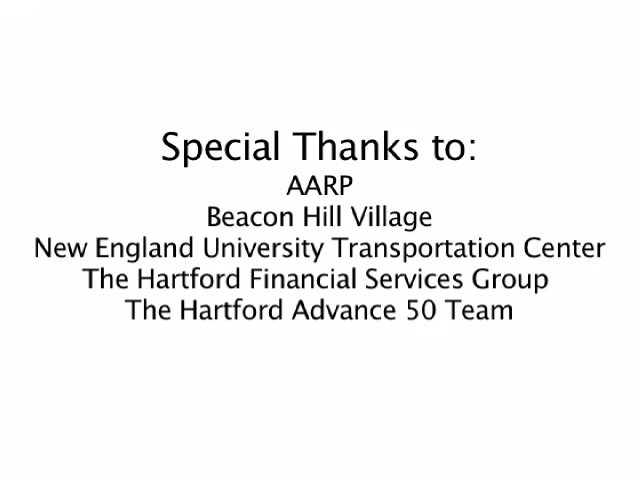 Special Thanks to:
AARP
Beacon Hill Village
New England University Transportation Center
The Hartford Financial Services Group
The Hartford Advance 50 Team